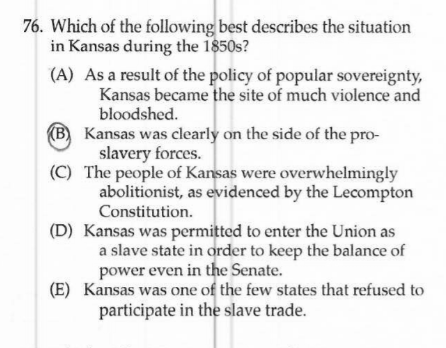 76. Which of the following best describes the situation
in Kansas during the 1850s?
(A) As a result of the policy of popular sovereignty,
Kansas became the site of much violence and
bloodshed.
(B) Kansas was clearly on the side of the pro-
slavery forces.
(C) The people of Kansas were overwhelmingly
abolitionist, as evidenced by the Lecompton
Constitution.
(D) Kansas was permitted to enter the Union as
a slave state in order to keep the balance of
power even in the Senate.
(E) Kansas was one of the few states that refused to
participate in the slave trade.